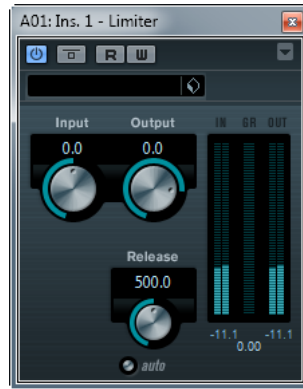 A01: Ins. 1 - Limiter
R W
Input Output IN GR OUT
0.0 0.0
Release
500.0
-11.1 -11.1
0.00
auto